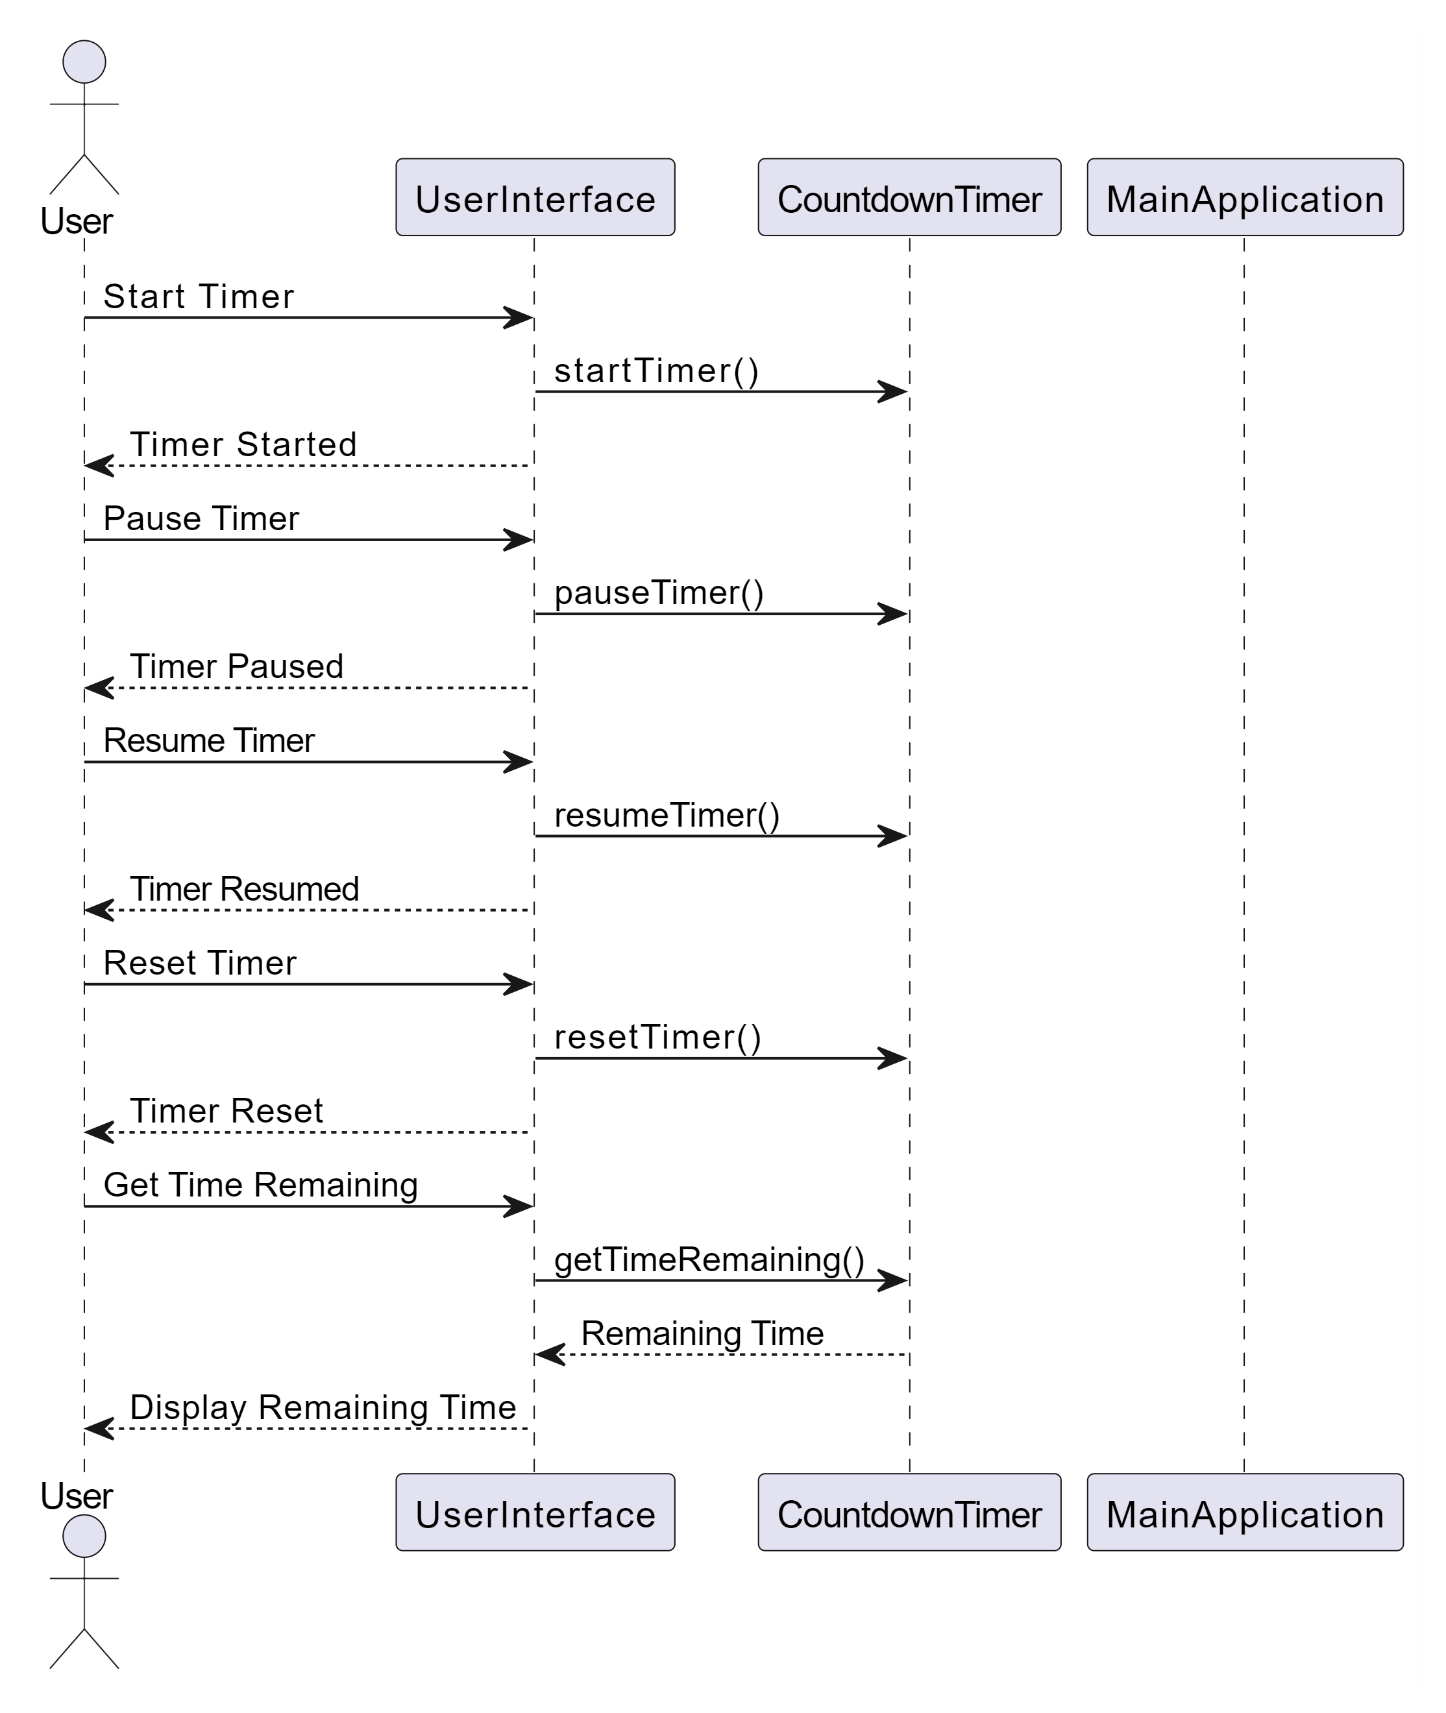 User
UserInterface
CountdownTimer
MainApplication
Start Timer
startTimer()
Timer Started
Pause Timer
pauseTimer()
Timer Paused
Resume Timer
resumeTimer()
Timer Resumed
Reset Timer
resetTimer()
Timer Reset
Get Time Remaining
getTimeRemaining()
Remaining Time
Display Remaining Time
User
UserInterface
CountdownTimer
MainApplication